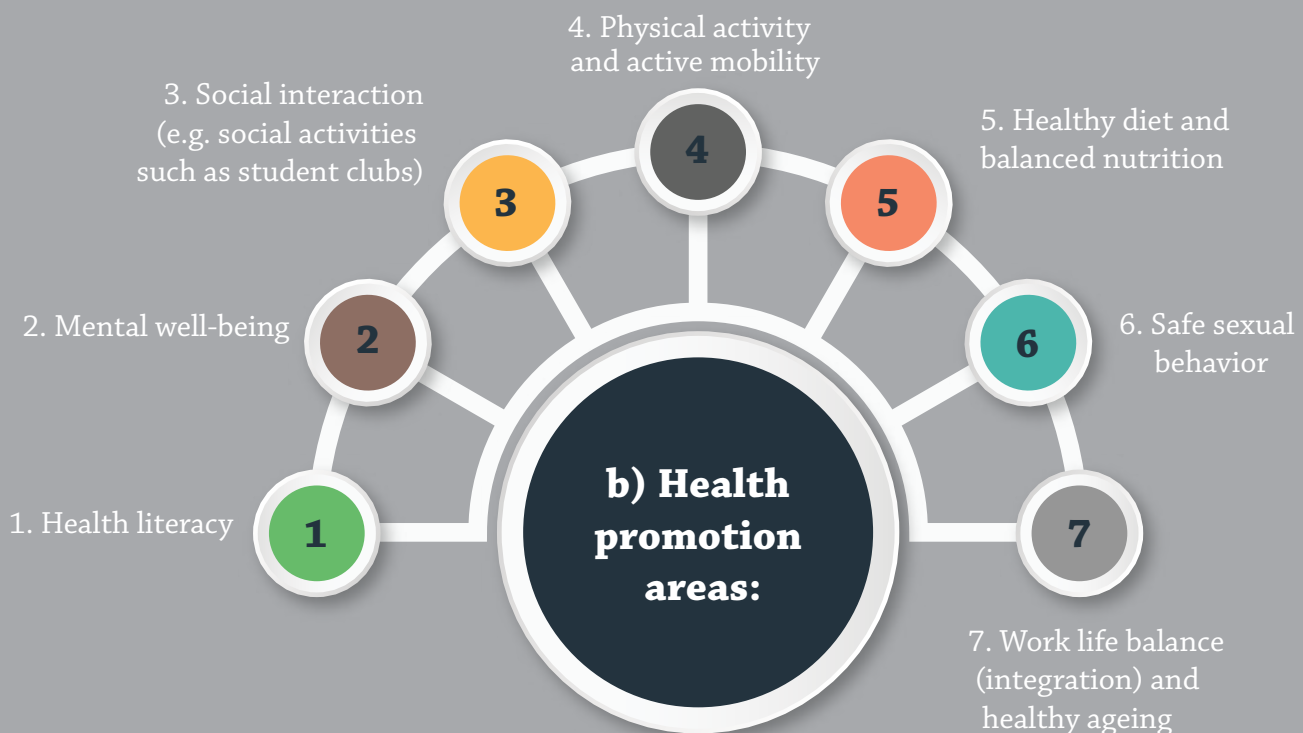 4. Physical activity
and active mobility
3. Social interaction
(e.g. social activities
such as student clubs)
5. Healthy diet and
balanced nutrition
2. Mental well-being
6. Safe sexual
behavior
1. Health literacy
7. Work life balance
(integration) and
healthy ageing
b) Health
promotion
areas:
1
2
3
4
5
6
7